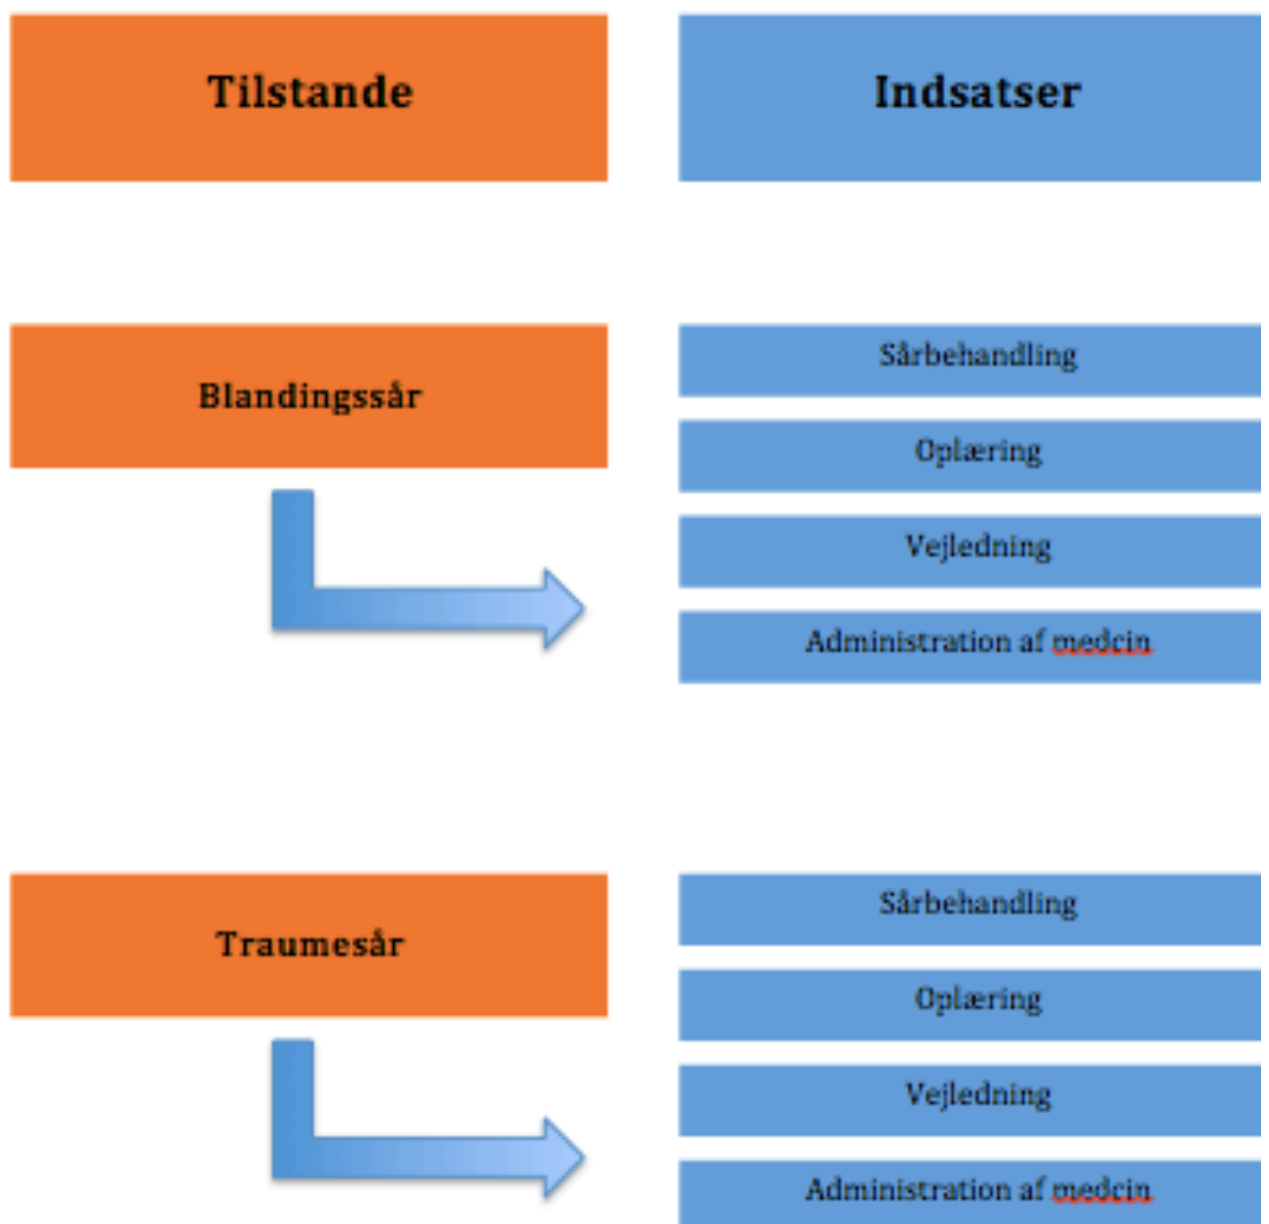 Tilstande
Indsatser
Blandingssår
Sårbehandling
Oplæring
Vejledning
Administration af medcin
Traumesår
Sårbehandling
Oplæring
Vejledning
Administration af medcin